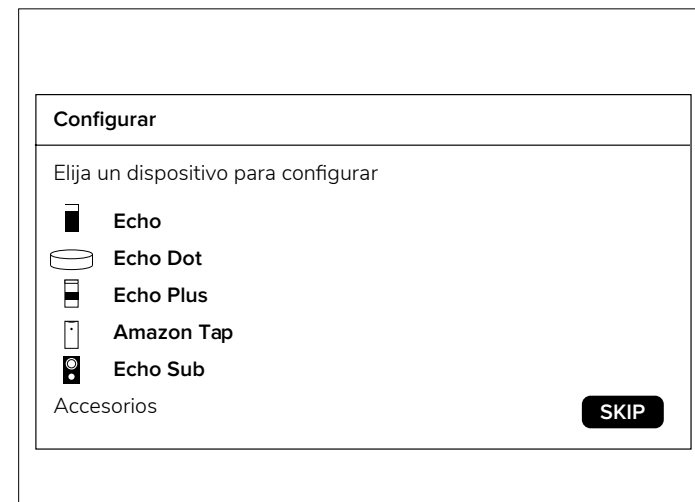 Configurar
Elija un dispositivo para configurar
Echo
Echo Dot
Echo Plus
Amazon Tap
Echo Sub
Accesorios
SKIP